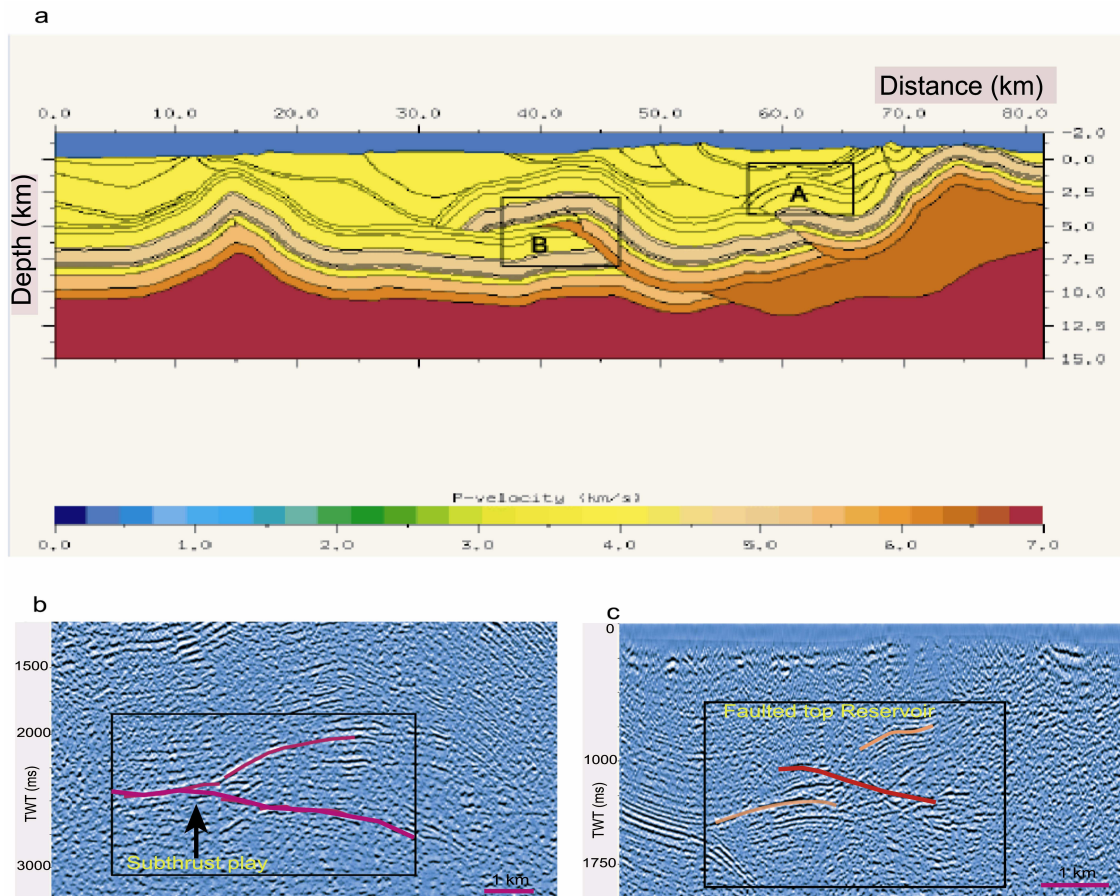 a
Distance (km)
0.0 10.0 20.0 30.0 40.0 50.0 60.0 70.0 80.0
-2.0
0.0
2.5
5.0
7.5
10.0
12.5
15.0
Depth (km)
A
B
P-velocity (km/s)
0.0 1.0 2.0 3.0 4.0 5.0 6.0 7.0
b
1500
2000
3000
TWT (ms)
Subthrust play
1 km
c
0
1000
1750
TWT (ms)
Faulted top Reservoir
1 km